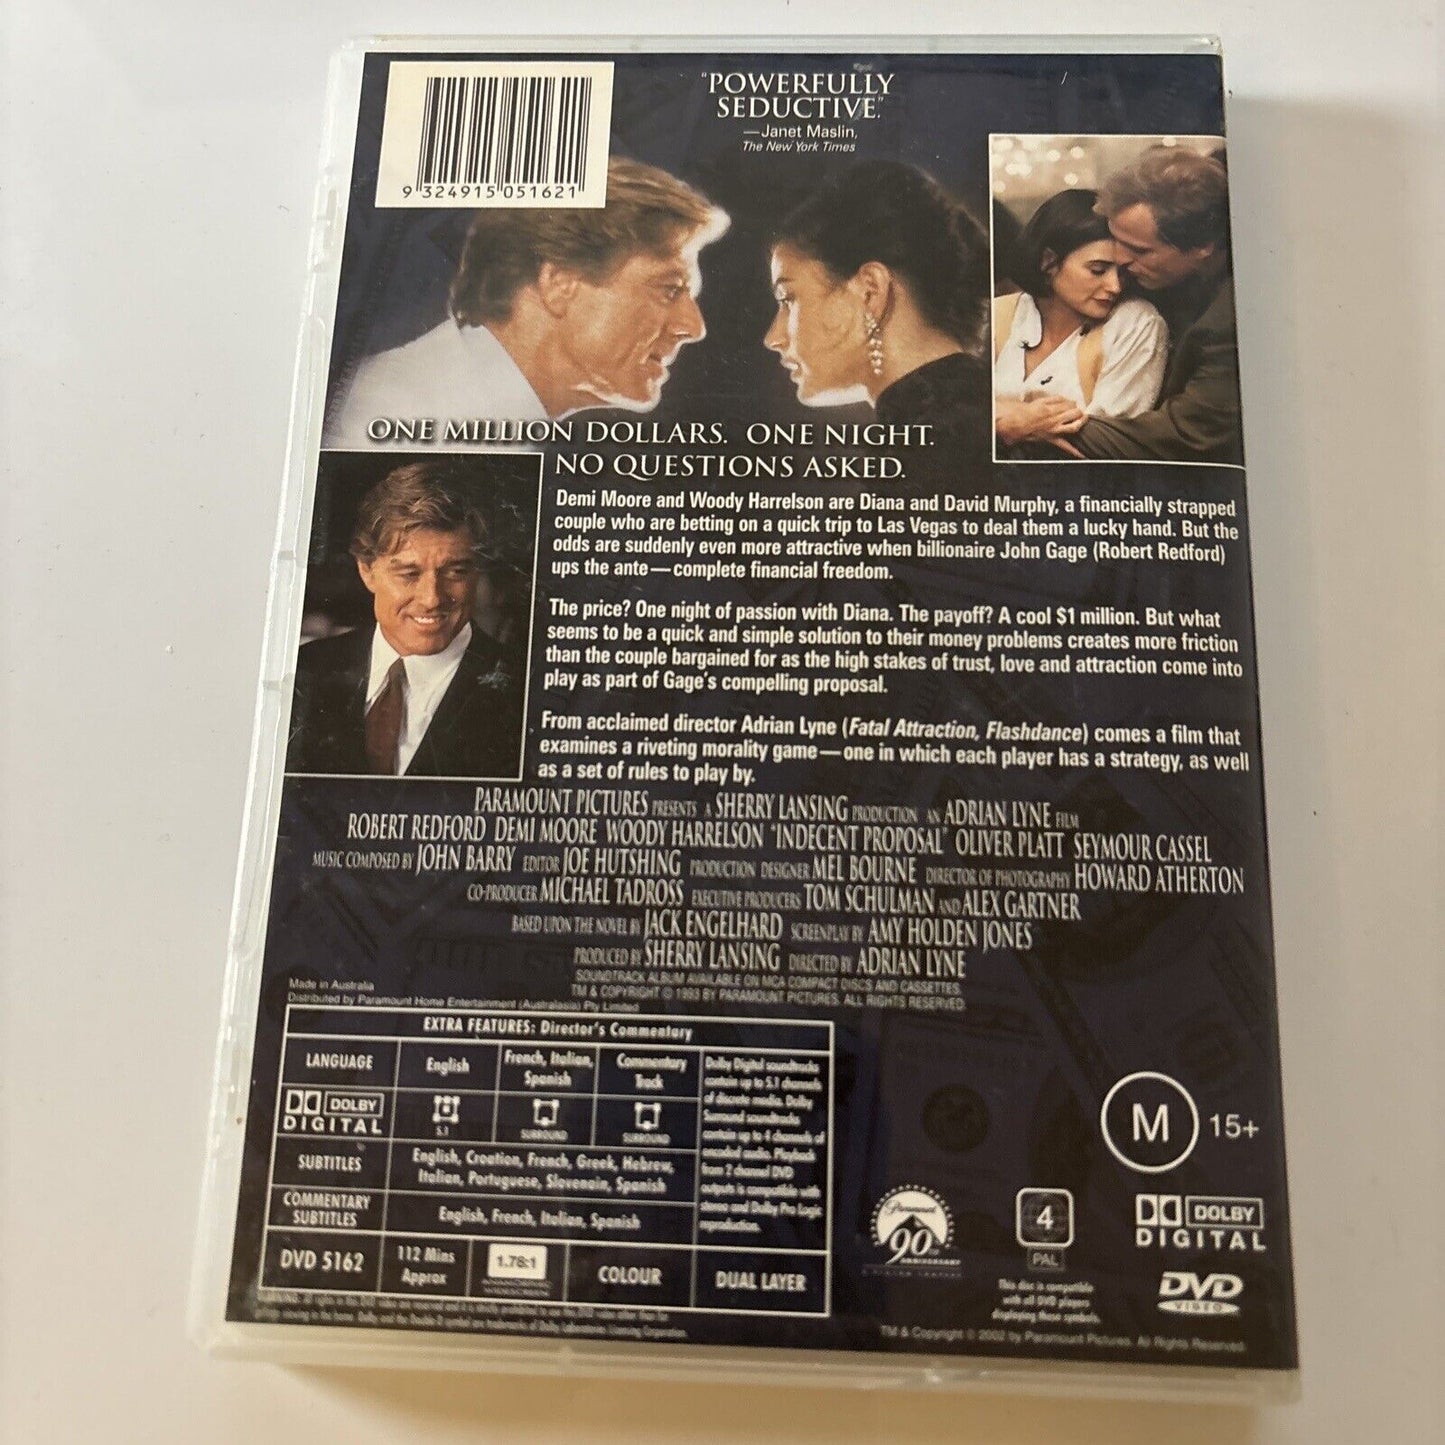 "POWERFULLY
SEDUCTIVE."
—Janet Maslin,
The New York Times
9 324915 051621
ONE MILLION DOLLARS. ONE NIGHT.
NO QUESTIONS ASKED.
Demi Moore and Woody Harrelson are Diana and David Murphy, a financially strapped
couple who are betting on a quick trip to Las Vegas to deal them a lucky hand. But the
odds are suddenly even more attractive when billionaire John Gage (Robert Redford)
ups the ante—complete financial freedom.
The price? One night of passion with Diana. The payoff? A cool $1 million. But what
seems to be a quick and simple solution to their money problems creates more friction
than the couple bargained for as the high stakes of trust, love and attraction come into
play as part of Gage's compelling proposal.
From acclaimed director Adrian Lyne (Fatal Attraction, Flashdance) comes a film that
examines a riveting morality game—one in which each player has a strategy, as well
as a set of rules to play by.
PARAMOUNT PICTURES PRESENTS A SHERRY LANSING PRODUCTION AN ADRIAN LYNE FILM
ROBERT REDFORD DEMI MOORE WOODY HARRELSON "INDECENT PROPOSAL" OLIVER PLATT SEYMOUR CASSEL
MUSIC COMPOSED BY JOHN BARRY EDITOR JOE HUTSHING PRODUCTION DESIGNER MEL BOURNE DIRECTOR OF PHOTOGRAPHY HOWARD ATHERTON
CO-PRODUCER MICHAEL TADROSS EXECUTIVE PRODUCERS TOM SCHULMAN AND ALEX GARTNER
BASED UPON THE NOVEL BY JACK ENGELHARD SCREENPLAY BY AMY HOLDEN JONES
PRODUCED BY SHERRY LANSING DIRECTED BY ADRIAN LYNE
SOUNDTRACK ALBUM AVAILABLE ON MCA COMPACT DISCS AND CASSETTES.
TM & COPYRIGHT © 1993 BY PARAMOUNT PICTURES. ALL RIGHTS RESERVED.
Made in Australia
Distributed by Paramount Home Entertainment (Australasia) Pty Limited
EXTRA FEATURES: Director's Commentary
LANGUAGE English French, Italian, Spanish Commentary Track
DOLBY DIGITAL 5.1 SURROUND SURROUND
Dolby Digital soundtracks
contain up to 5.1 channels
of discrete media. Dolby
Surround soundtracks
contain up to 4 channels of
encoded audio. Playback
from 2 channel DVD
outputs is compatible with
stereo and Dolby Pro Logic
reproduction.
SUBTITLES English, Croation, French, Greek, Hebrew,
Italian, Portuguese, Slovenain, Spanish
COMMENTARY SUBTITLES English, French, Italian, Spanish
DVD 5162 112 Mins Approx 1.78:1 COLOUR DUAL LAYER
M 15+
Paramount
90TH
ANNIVERSARY
4
PAL
This disc is compatible
with all DVD players
displaying these symbols.
DOLBY
DIGITAL
DVD
VIDEO
TM & Copyright © 2002 by Paramount Pictures. All Rights Reserved.